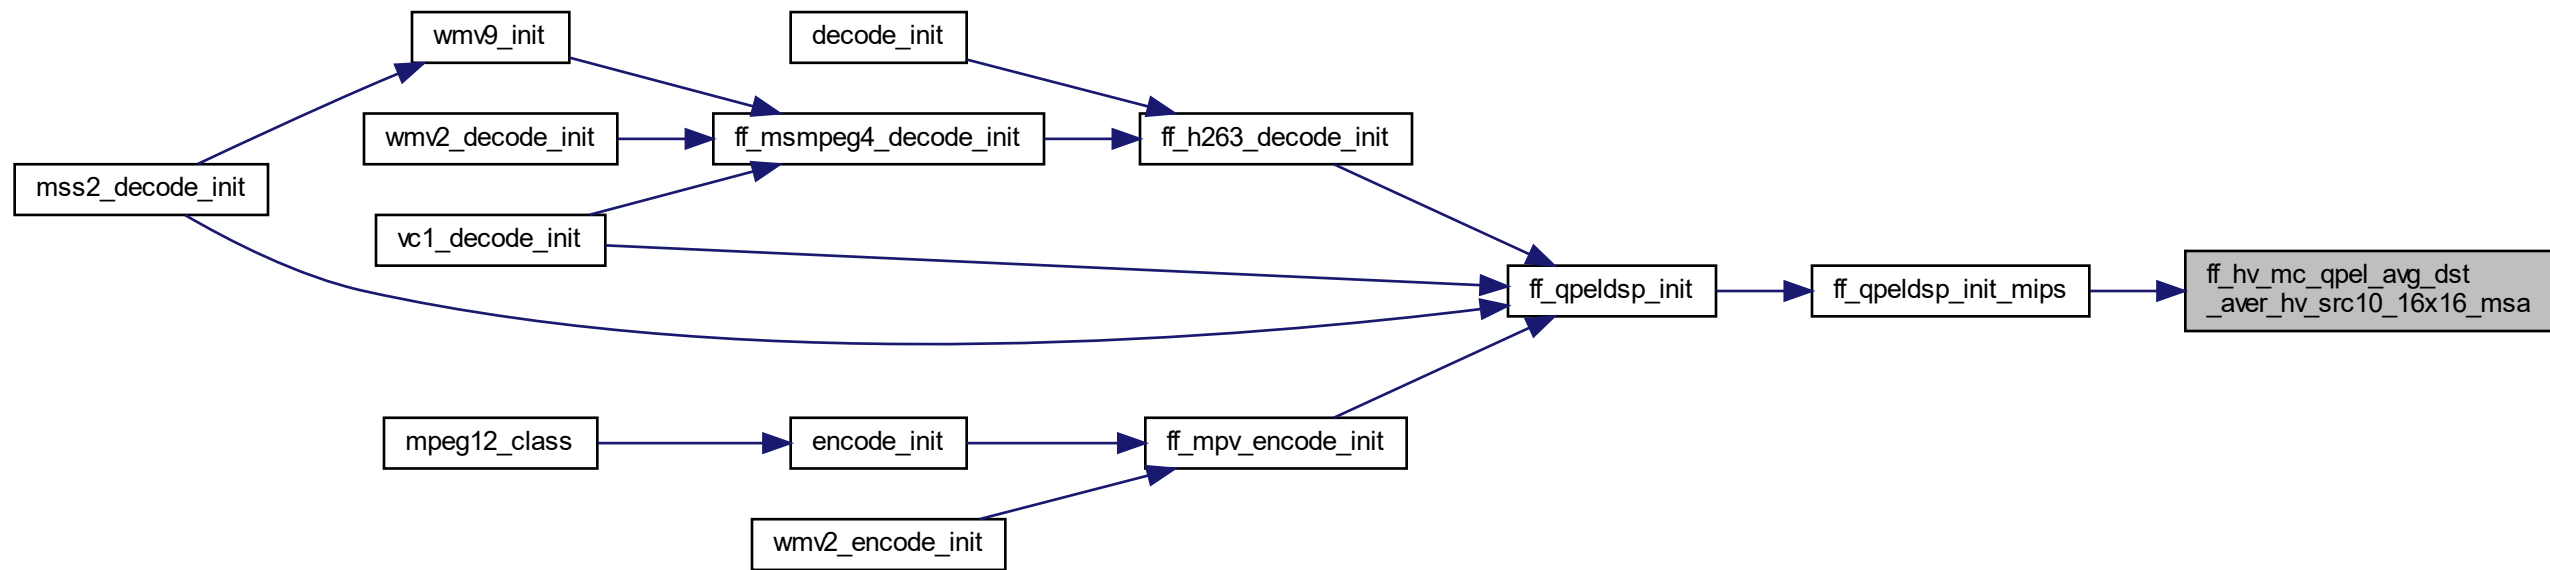 wmv9_init
decode_init
wmv2_decode_init
ff_msmpeg4_decode_init
ff_h263_decode_init
mss2_decode_init
vc1_decode_init
ff_qpeldsp_init
ff_qpeldsp_init_mips
ff_hv_mc_qpel_avg_dst
_aver_hv_src10_16x16_msa
mpeg12_class
encode_init
ff_mpv_encode_init
wmv2_encode_init